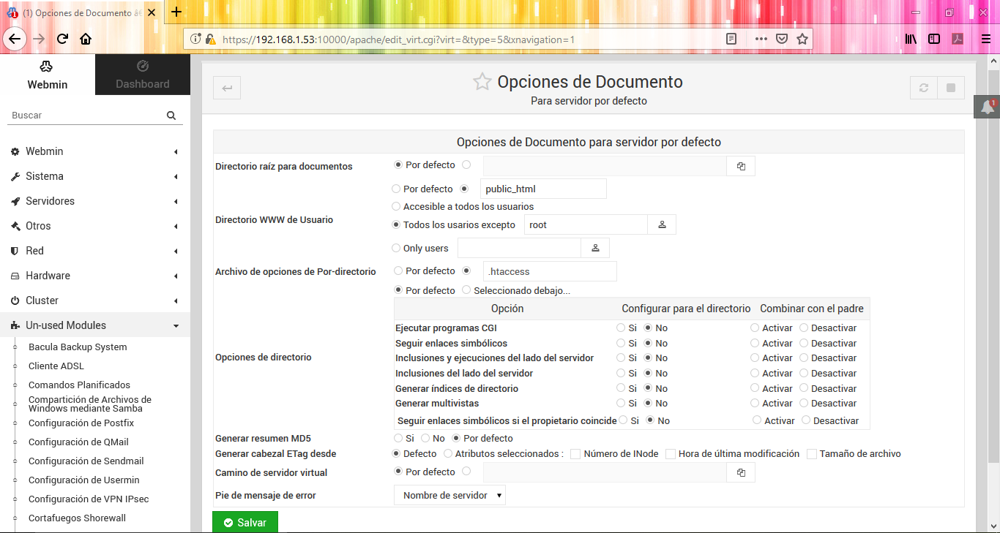 (1) Opciones de Documento â€
https://192.168.1.53:10000/apache/edit_virt.cgi?virt=&type=5&xnavigation=1
Webmin
Dashboard
Buscar
Webmin
Sistema
Servidores
Otros
Red
Hardware
Cluster
Un-used Modules
Bacula Backup System
Cliente ADSL
Comandos Planificados
Compartición de Archivos de
Windows mediante Samba
Configuración de Postfix
Configuración de QMail
Configuración de Sendmail
Configuración de Usermin
Configuración de VPN IPsec
Cortafuegos Shorewall
Opciones de Documento
Para servidor por defecto
1
Opciones de Documento para servidor por defecto
Directorio raíz para documentos Por defecto
Por defecto public_html
Accesible a todos los usuarios
Directorio WWW de Usuario
Todos los usarios excepto root
Only users
Archivo de opciones de Por-directorio Por defecto .htaccess
Por defecto Seleccionado debajo...
Opción Configurar para el directorio Combinar con el padre
Ejecutar programas CGI Si No Activar Desactivar
Seguir enlaces simbólicos Si No Activar Desactivar
Opciones de directorio
Inclusiones y ejecuciones del lado del servidor Si No Activar Desactivar
Inclusiones del lado del servidor Si No Activar Desactivar
Generar índices de directorio Si No Activar Desactivar
Generar multivistas Si No Activar Desactivar
Seguir enlaces simbólicos si el propietario coincide Si No Activar Desactivar
Generar resumen MD5 Si No Por defecto
Generar cabezal ETag desde Defecto Atributos seleccionados : Número de INode Hora de última modificación Tamaño de archivo
Camino de servidor virtual Por defecto
Pie de mensaje de error Nombre de servidor
Salvar